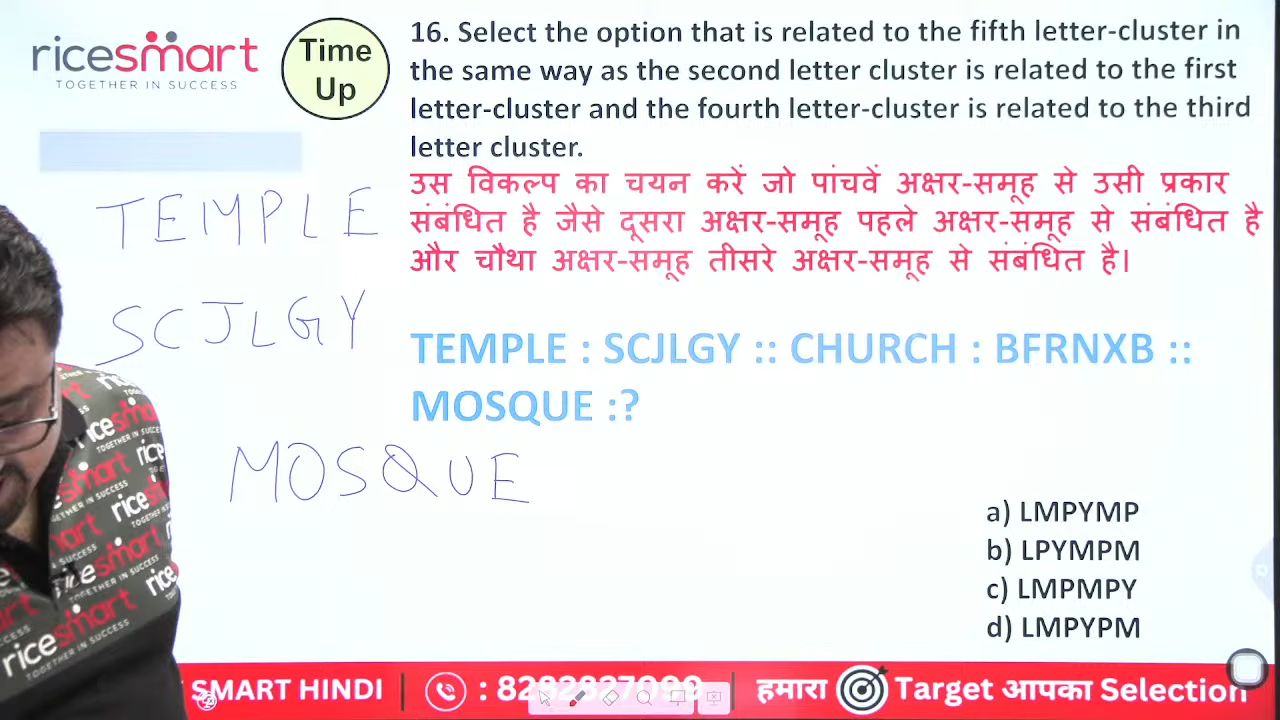 ricesmart
TOGETHER IN SUCCESS
Time
Up
16. Select the option that is related to the fifth letter-cluster in
the same way as the second letter cluster is related to the first
letter-cluster and the fourth letter-cluster is related to the third
letter cluster.
उस विकल्प का चयन करें जो पांचवें अक्षर-समूह से उसी प्रकार
संबंधित है जैसे दूसरा अक्षर-समूह पहले अक्षर-समूह से संबंधित है
और चौथा अक्षर-समूह तीसरे अक्षर-समूह से संबंधित है।
TEMPLE : SCJLGY :: CHURCH : BFRNXB ::
MOSQUE :?
TEMPLE
SCJLGY
MOSQUE
a) LMPYMP
b) LPYMPM
c) LMPMPY
d) LMPYPM
SMART HINDI
: 8282827099
हमारा
Target आपका Selection